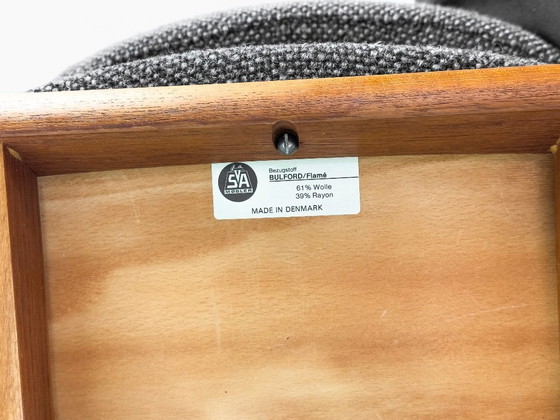 SVA
MØBLER
Bezugstoff
BULFORD/Flamé
61% Wolle
39% Rayon
MADE IN DENMARK